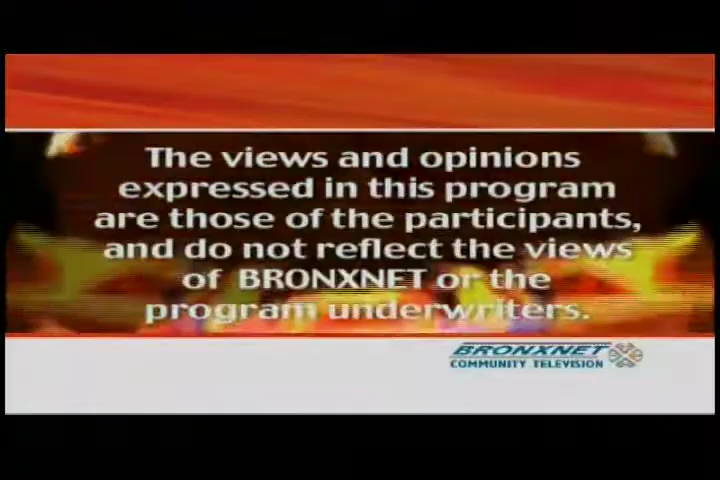 The views and opinions
expressed in this program
are those of the participants,
and do not reflect the views
of BRONXNET or the
program underwriters.
BRONXNET
COMMUNITY TELEVISION